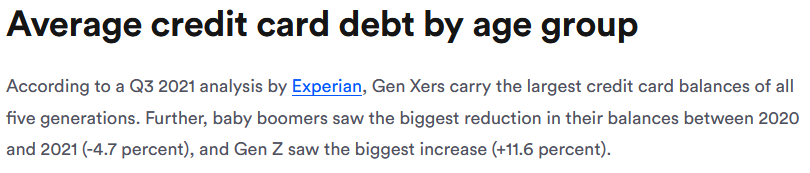 Average credit card debt by age group
According to a Q3 2021 analysis by Experian, Gen Xers carry the largest credit card balances of all
five generations. Further, baby boomers saw the biggest reduction in their balances between 2020
and 2021 (-4.7 percent), and Gen Z saw the biggest increase (+11.6 percent).